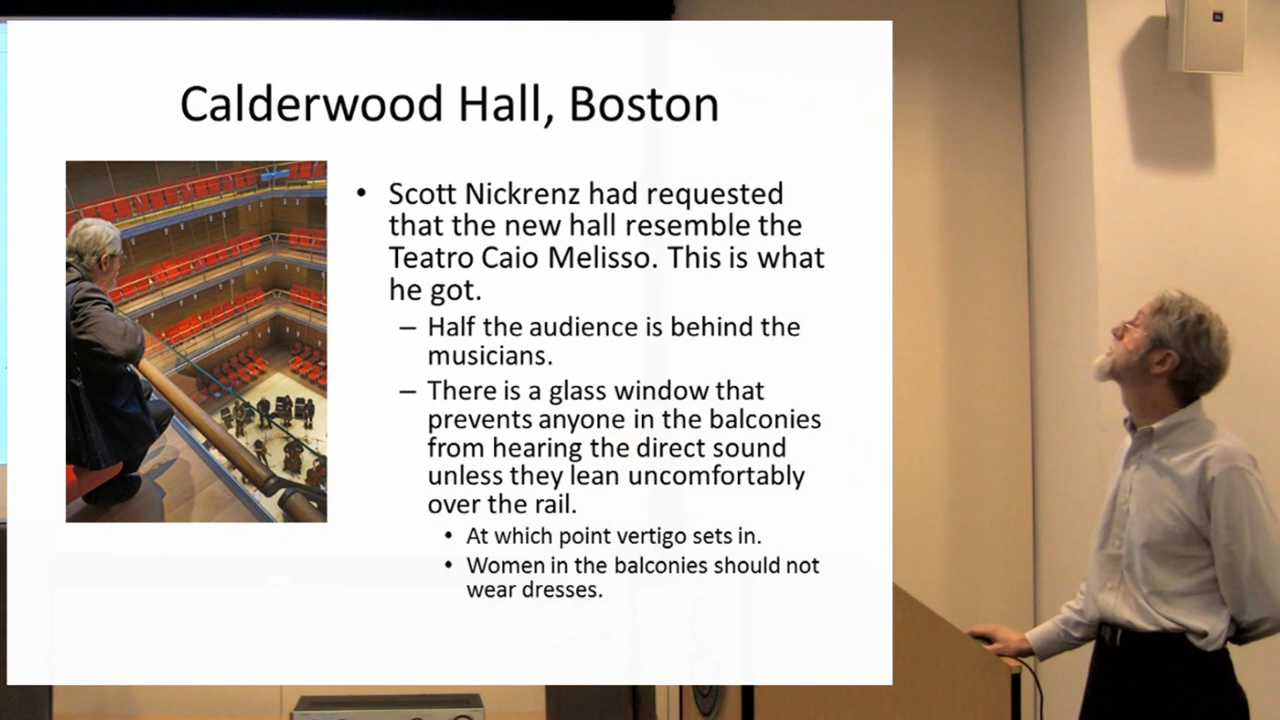 Calderwood Hall, Boston
• Scott Nickrenz had requested
that the new hall resemble the
Teatro Caio Melisso. This is what
he got.
– Half the audience is behind the
musicians.
– There is a glass window that
prevents anyone in the balconies
from hearing the direct sound
unless they lean uncomfortably
over the rail.
• At which point vertigo sets in.
• Women in the balconies should not
wear dresses.